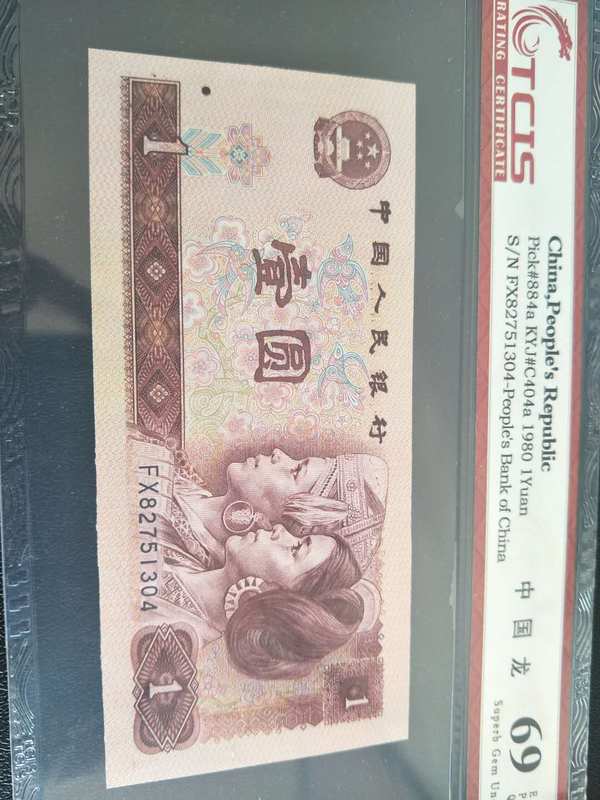 TCIS
RATING CERTIFICATE
China,People's Republic
Pick#884a KYJ#C404a 1980 1Yuan
S/N FX82751304-People's Bank of China
中国龙
69
Superb Gem Un
中国人民银行
壹圆
1
FX82751304
1
1